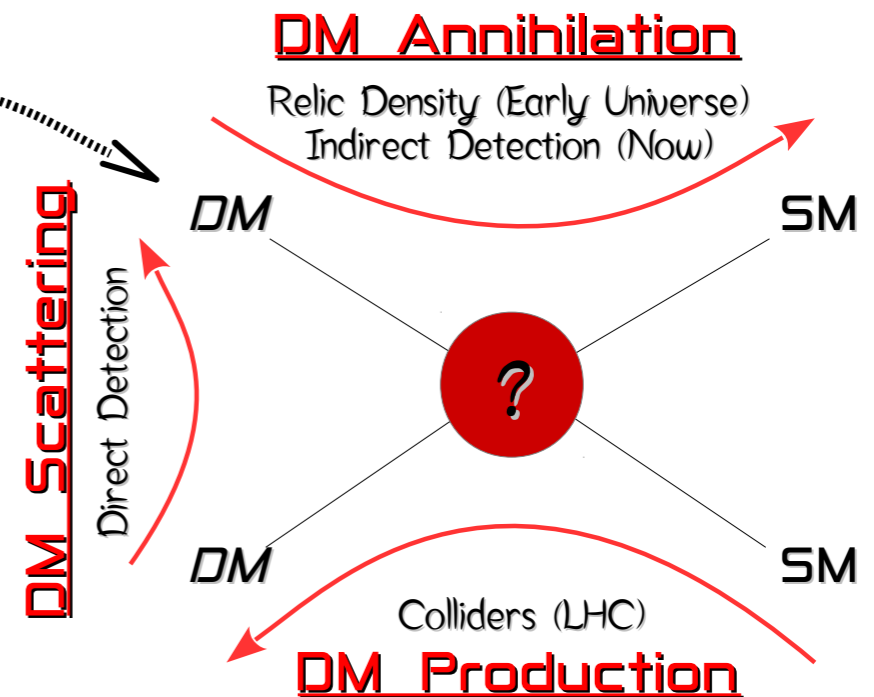 DM Annihilation
Relic Density (Early Universe)
Indirect Detection (Now)
DM
SM
DM Scattering
Direct Detection
?
DM
SM
Colliders (LHC)
DM Production